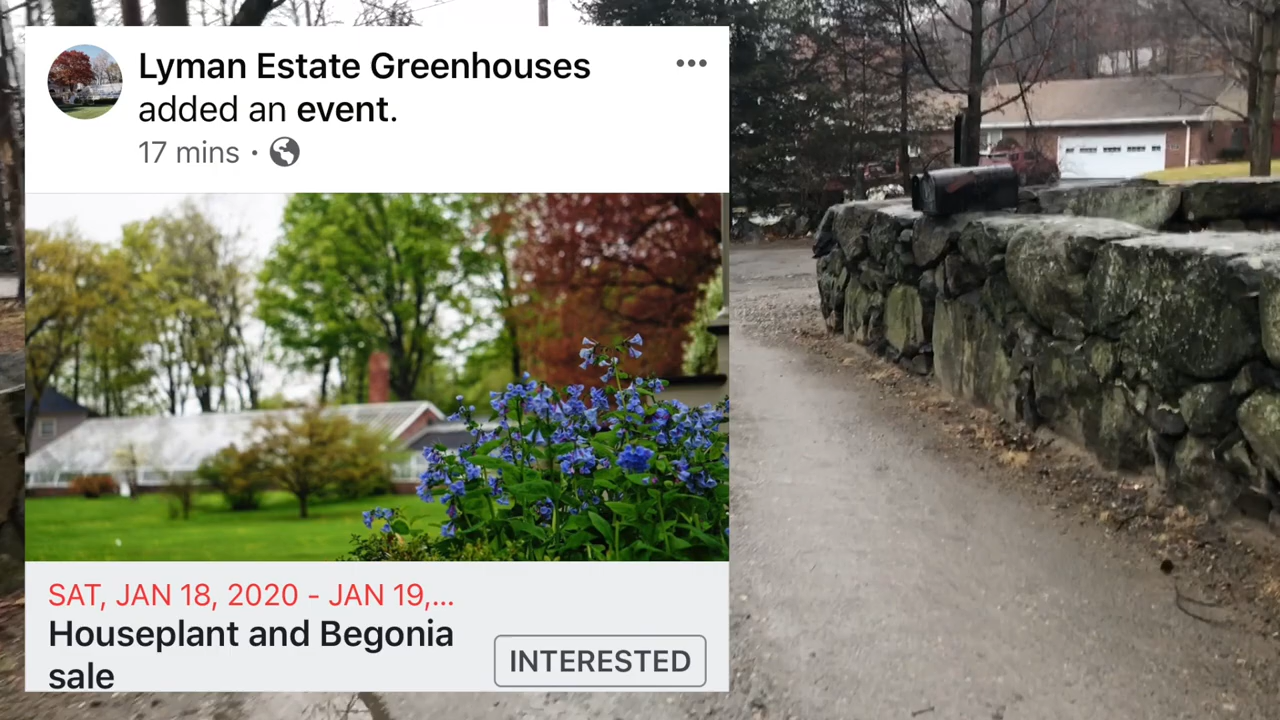 Lyman Estate Greenhouses
added an event.
17 mins ·
SAT, JAN 18, 2020 - JAN 19,...
Houseplant and Begonia
sale
INTERESTED